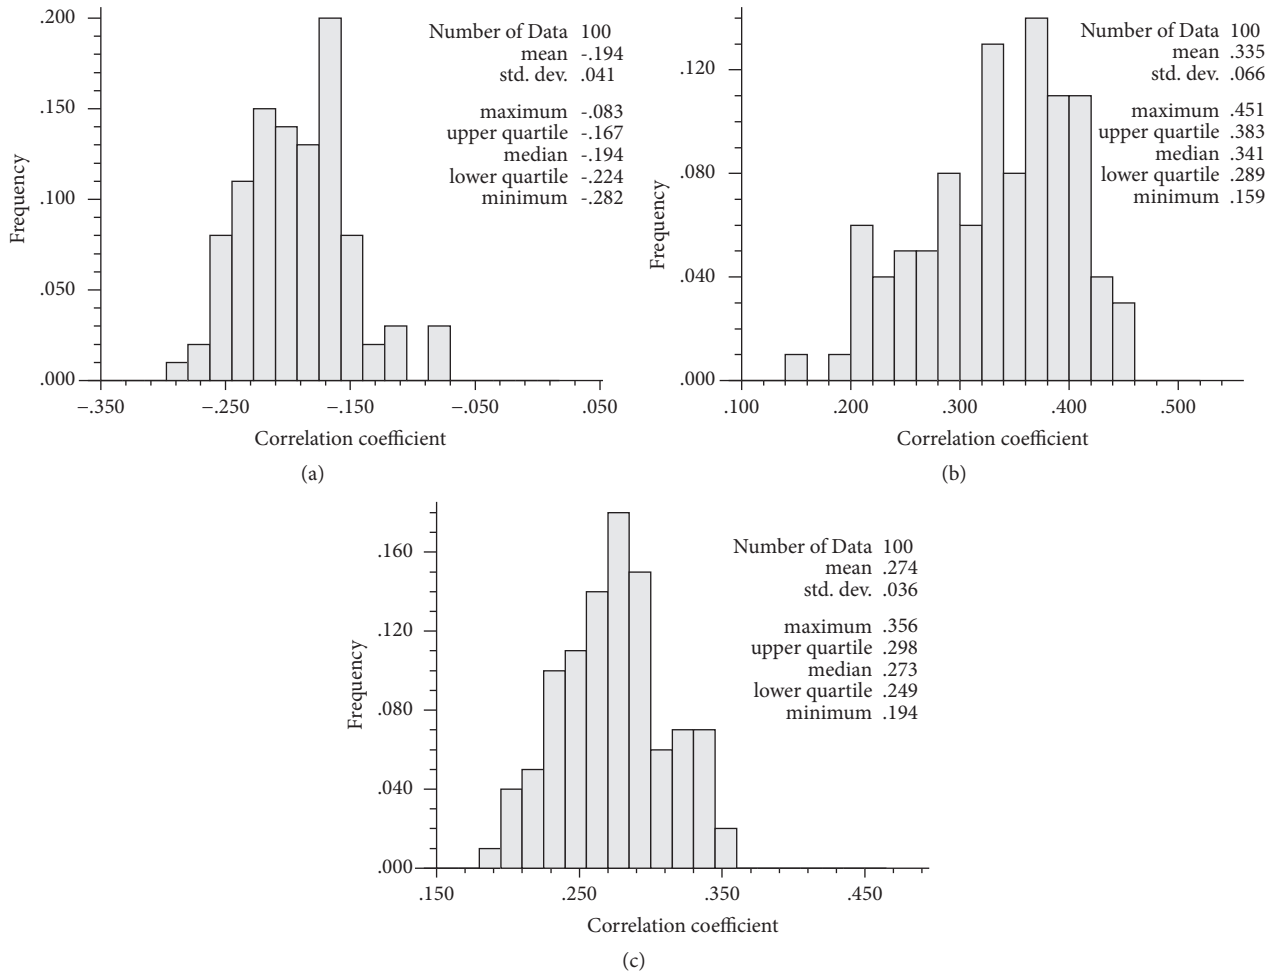 .200
.150
.100
.050
.000
Frequency
Number of Data 100
mean -.194
std. dev. .041
maximum -.083
upper quartile -.167
median -.194
lower quartile -.224
minimum -.282
−.350 −.250 −.150 −.050 .050
Correlation coefficient
(a)
.120
.080
.040
.000
Frequency
Number of Data 100
mean .335
std. dev. .066
maximum .451
upper quartile .383
median .341
lower quartile .289
minimum .159
.100 .200 .300 .400 .500
Correlation coefficient
(b)
.160
.120
.080
.040
.000
Frequency
Number of Data 100
mean .274
std. dev. .036
maximum .356
upper quartile .298
median .273
lower quartile .249
minimum .194
.150 .250 .350 .450
Correlation coefficient
(c)